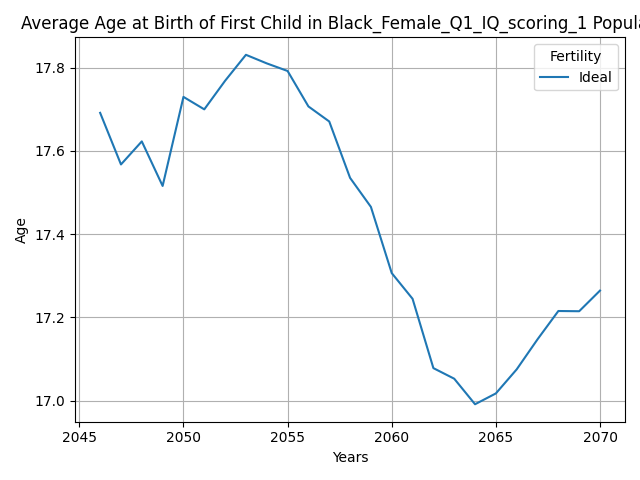 Average Age at Birth of First Child in Black_Female_Q1_IQ_scoring_1 Popula
Fertility
Ideal
17.8
17.6
17.4
17.2
17.0
Age
2045 2050 2055 2060 2065 2070
Years